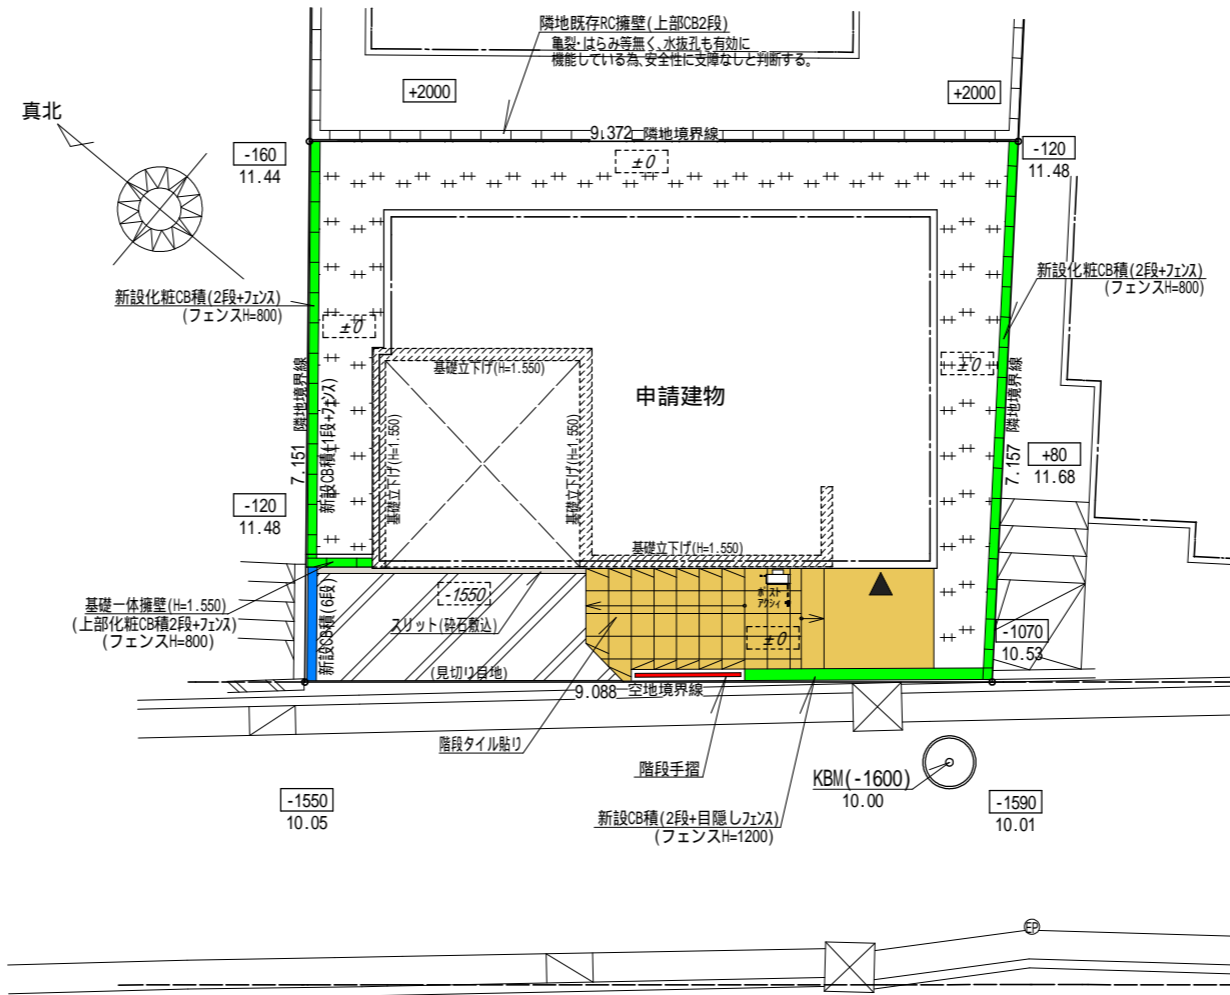 隣地既存RC擁壁(上部CB2段)
亀裂・はらみ等無く、水抜孔も有効に
機能している為、安全性に支障なしと判断する。
+2000
+2000
真北
9.372 隣地境界線
±0
-160
11.44
-120
11.48
新設化粧CB積(2段+フェンス)
(フェンスH=800)
新設化粧CB積(2段+フェンス)
(フェンスH=800)
±0
±0
基礎立下げ(H=1.550)
申請建物
7.151 隣地境界線
新設CB積(1段+フェンス)
基礎立下げ(H=1.550)
基礎立下げ(H=1.550)
7.157 隣地境界線
+80
11.68
-120
11.48
基礎立下げ(H=1.550)
基礎一体擁壁(H=1.550)
(上部化粧CB積2段+フェンス)
(フェンスH=800)
新設CB積(6段)
-1550
スリット(砕石敷込)
ポスト
±0
-1070
10.53
(見切り目地)
9.088 空地境界線
階段タイル貼り
階段手摺
KBM(-1600)
10.00
-1550
10.05
新設CB積(2段+目隠しフェンス)
(フェンスH=1200)
-1590
10.01
EP